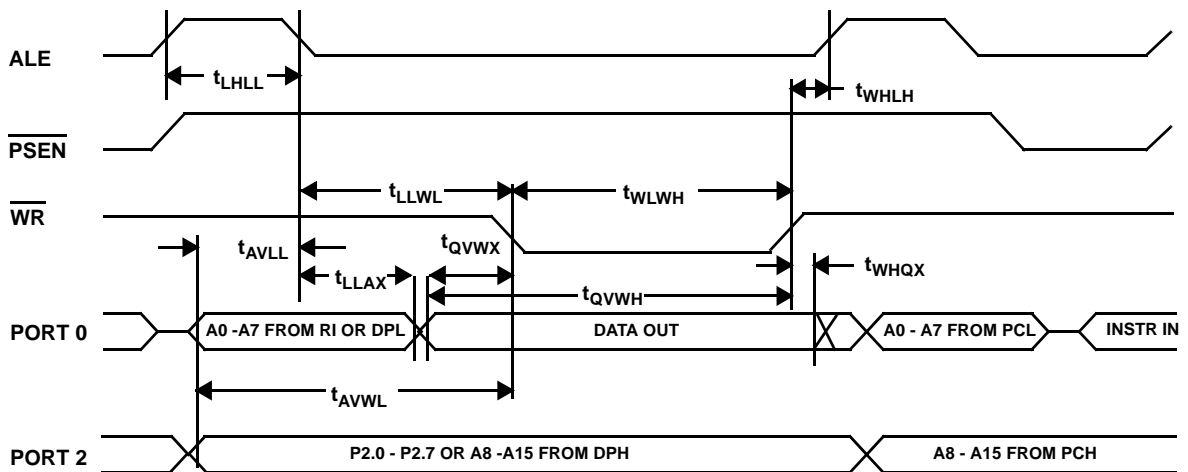 ALE
tLHLL
tWHLH
PSEN
tLLWL
tWLWH
WR
tAVLL
tQVWX
tWHQX
tLLAX
tQVWH
PORT 0
A0 -A7 FROM RI OR DPL
DATA OUT
A0 - A7 FROM PCL
INSTR IN
tAVWL
PORT 2
P2.0 - P2.7 OR A8 -A15 FROM DPH
A8 - A15 FROM PCH